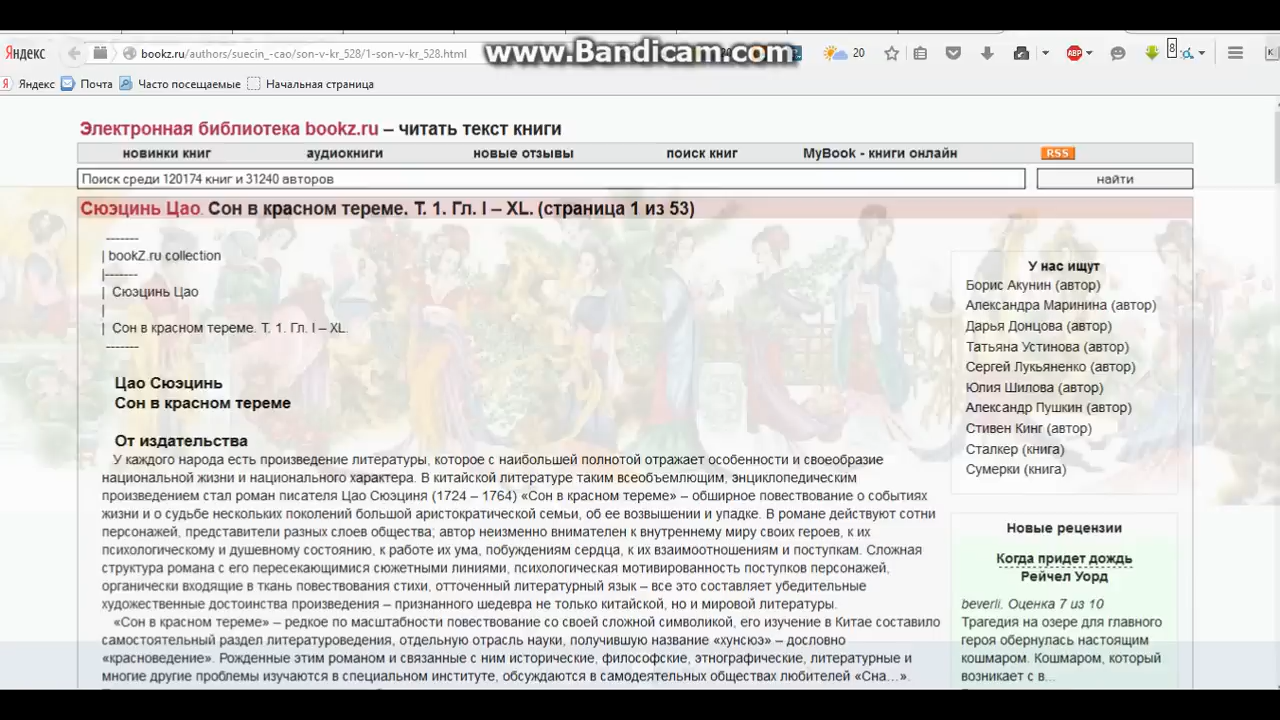 www.Bandicam.com
Яндекс
bookz.ru/authors/suecin_-cao/son-v-kr_528/1-son-v-kr_528.html
20
ABP
8
Яндекс Почта Часто посещаемые Начальная страница
Электронная библиотека bookz.ru – читать текст книги
новинки книг аудиокниги новые отзывы поиск книг MyBook - книги онлайн RSS
Поиск среди 120174 книг и 31240 авторов найти
Сюэцинь Цао. Сон в красном тереме. Т. 1. Гл. I – XL. (страница 1 из 53)
-------
| bookZ.ru collection
|-------
| Сюэцинь Цао
|
| Сон в красном тереме. Т. 1. Гл. I – XL.
-------
Цао Сюэцинь
Сон в красном тереме
От издательства
У каждого народа есть произведение литературы, которое с наибольшей полнотой отражает особенности и своеобразие
национальной жизни и национального характера. В китайской литературе таким всеобъемлющим, энциклопедическим
произведением стал роман писателя Цао Сюэциня (1724 – 1764) «Сон в красном тереме» – обширное повествование о событиях
жизни и о судьбе нескольких поколений большой аристократической семьи, об ее возвышении и упадке. В романе действуют сотни
персонажей, представители разных слоев общества; автор неизменно внимателен к внутреннему миру своих героев, к их
психологическому и душевному состоянию, к работе их ума, побуждениям сердца, к их взаимоотношениям и поступкам. Сложная
структура романа с его пересекающимися сюжетными линиями, психологическая мотивированность поступков персонажей,
органически входящие в ткань повествования стихи, отточенный литературный язык – все это составляет убедительные
художественные достоинства произведения – признанного шедевра не только китайской, но и мировой литературы.
«Сон в красном тереме» – редкое по масштабности повествование со своей сложной символикой, его изучение в Китае составило
самостоятельный раздел литературоведения, отдельную отрасль науки, получившую название «хунсюэ» – дословно
«красноведение». Рожденные этим романом и связанные с ним исторические, философские, этнографические, литературные и
многие другие проблемы изучаются в специальном институте, обсуждаются в самодеятельных обществах любителей «Сна...».
У нас ищут
Борис Акунин (автор)
Александра Маринина (автор)
Дарья Донцова (автор)
Татьяна Устинова (автор)
Сергей Лукьяненко (автор)
Юлия Шилова (автор)
Александр Пушкин (автор)
Стивен Кинг (автор)
Сталкер (книга)
Сумерки (книга)
Новые рецензии
Когда придет дождь
Рейчел Уорд
beverli. Оценка 7 из 10
Трагедия на озере для главного
героя обернулась настоящим
кошмаром. Кошмаром, который
возникает с в...